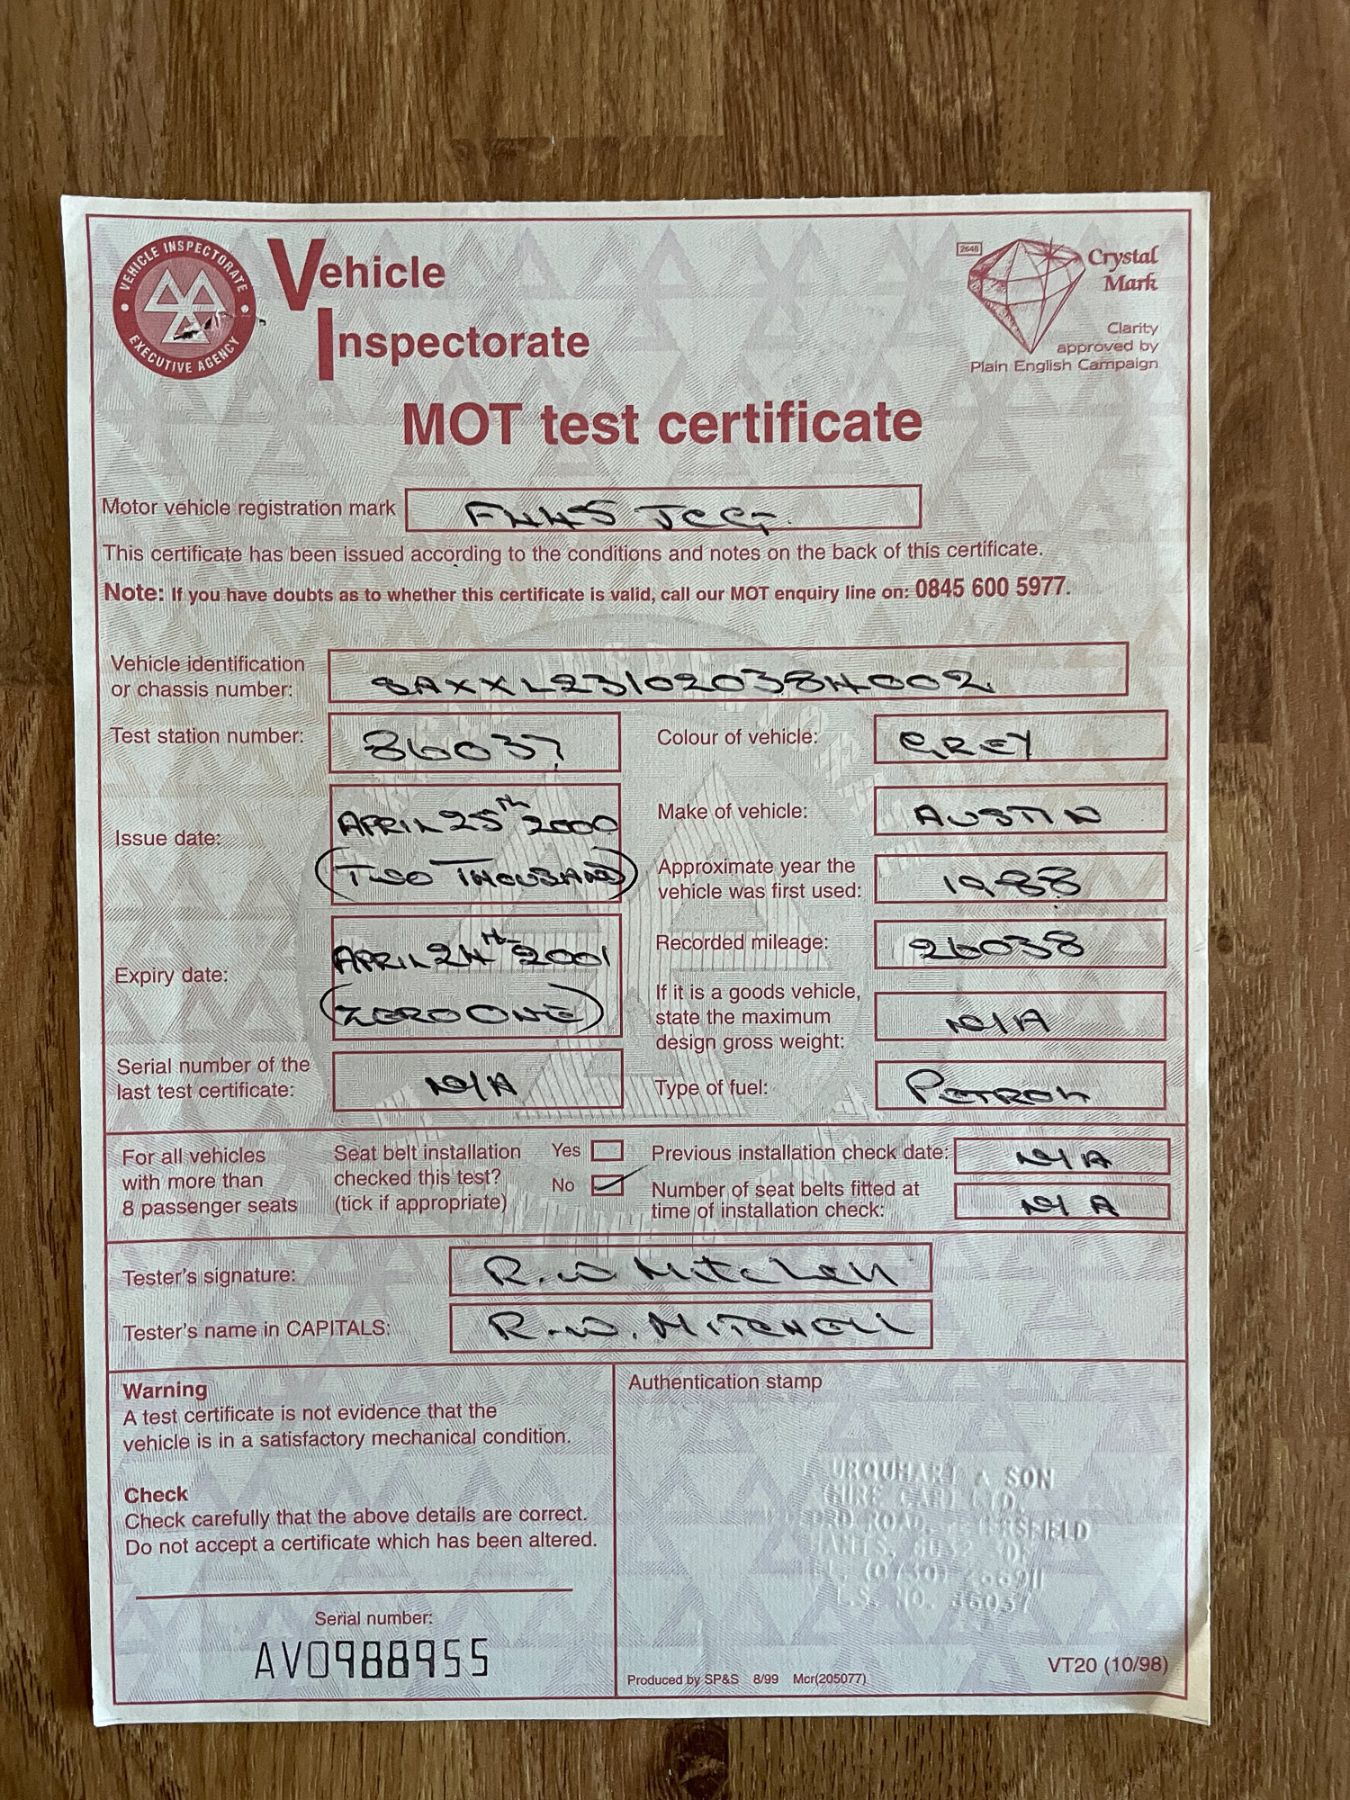 VEHICLE INSPECTORATE
EXECUTIVE AGENCY
Vehicle
Inspectorate
2648
Crystal
Mark
Clarity
approved by
Plain English Campaign
MOT test certificate
Motor vehicle registration mark
This certificate has been issued according to the conditions and notes on the back of this certificate.
Note: If you have doubts as to whether this certificate is valid, call our MOT enquiry line on: 0845 600 5977.
Vehicle identification
or chassis number:
Test station number: 36037
Colour of vehicle: GREY
Issue date: APRIL 25th 2000
(TWO THOUSAND)
Make of vehicle: AUSTIN
Approximate year the
vehicle was first used: 1988
Expiry date: APRIL 24th 2001
(ZERO ONE)
Recorded mileage: 26038
If it is a goods vehicle,
state the maximum
design gross weight: N/A
Serial number of the
last test certificate: N/A
Type of fuel: PETROL
For all vehicles
with more than
8 passenger seats
Seat belt installation
checked this test?
(tick if appropriate)
Yes
No
Previous installation check date: N/A
Number of seat belts fitted at
time of installation check: N/A
Tester's signature: R.W Mitchell
Tester's name in CAPITALS: R.W. MITCHELL
Warning
A test certificate is not evidence that the
vehicle is in a satisfactory mechanical condition.
Check
Check carefully that the above details are correct.
Do not accept a certificate which has been altered.
Serial number:
AV0988955
Authentication stamp
URQUHART & SON
(HIRE CAR) LTD.
ROAD, PETERSFIELD
HANTS.
(0730)
NO. 36037
Produced by SP&S 8/99 Mcr(205077)
VT20 (10/98)